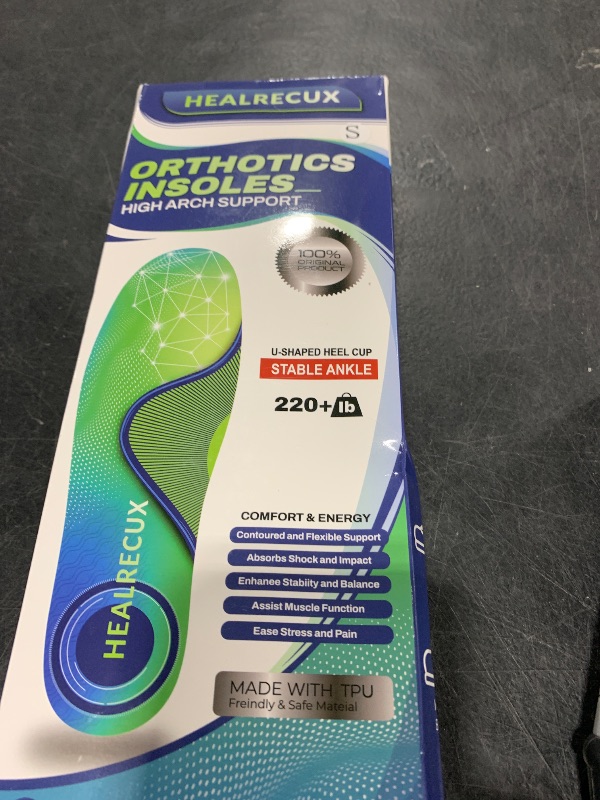 HEALRECUX
S
ORTHOTICS
INSOLES
HIGH ARCH SUPPORT
100%
ORIGINAL
PRODUCT
U-SHAPED HEEL CUP
STABLE ANKLE
220+ lb
COMFORT & ENERGY
Contoured and Flexible Support
Absorbs Shock and Impact
Enhanee Stabiity and Balance
Assist Muscle Function
Ease Stress and Pain
HEALRECUX
MADE WITH TPU
Freindly & Safe Mateial